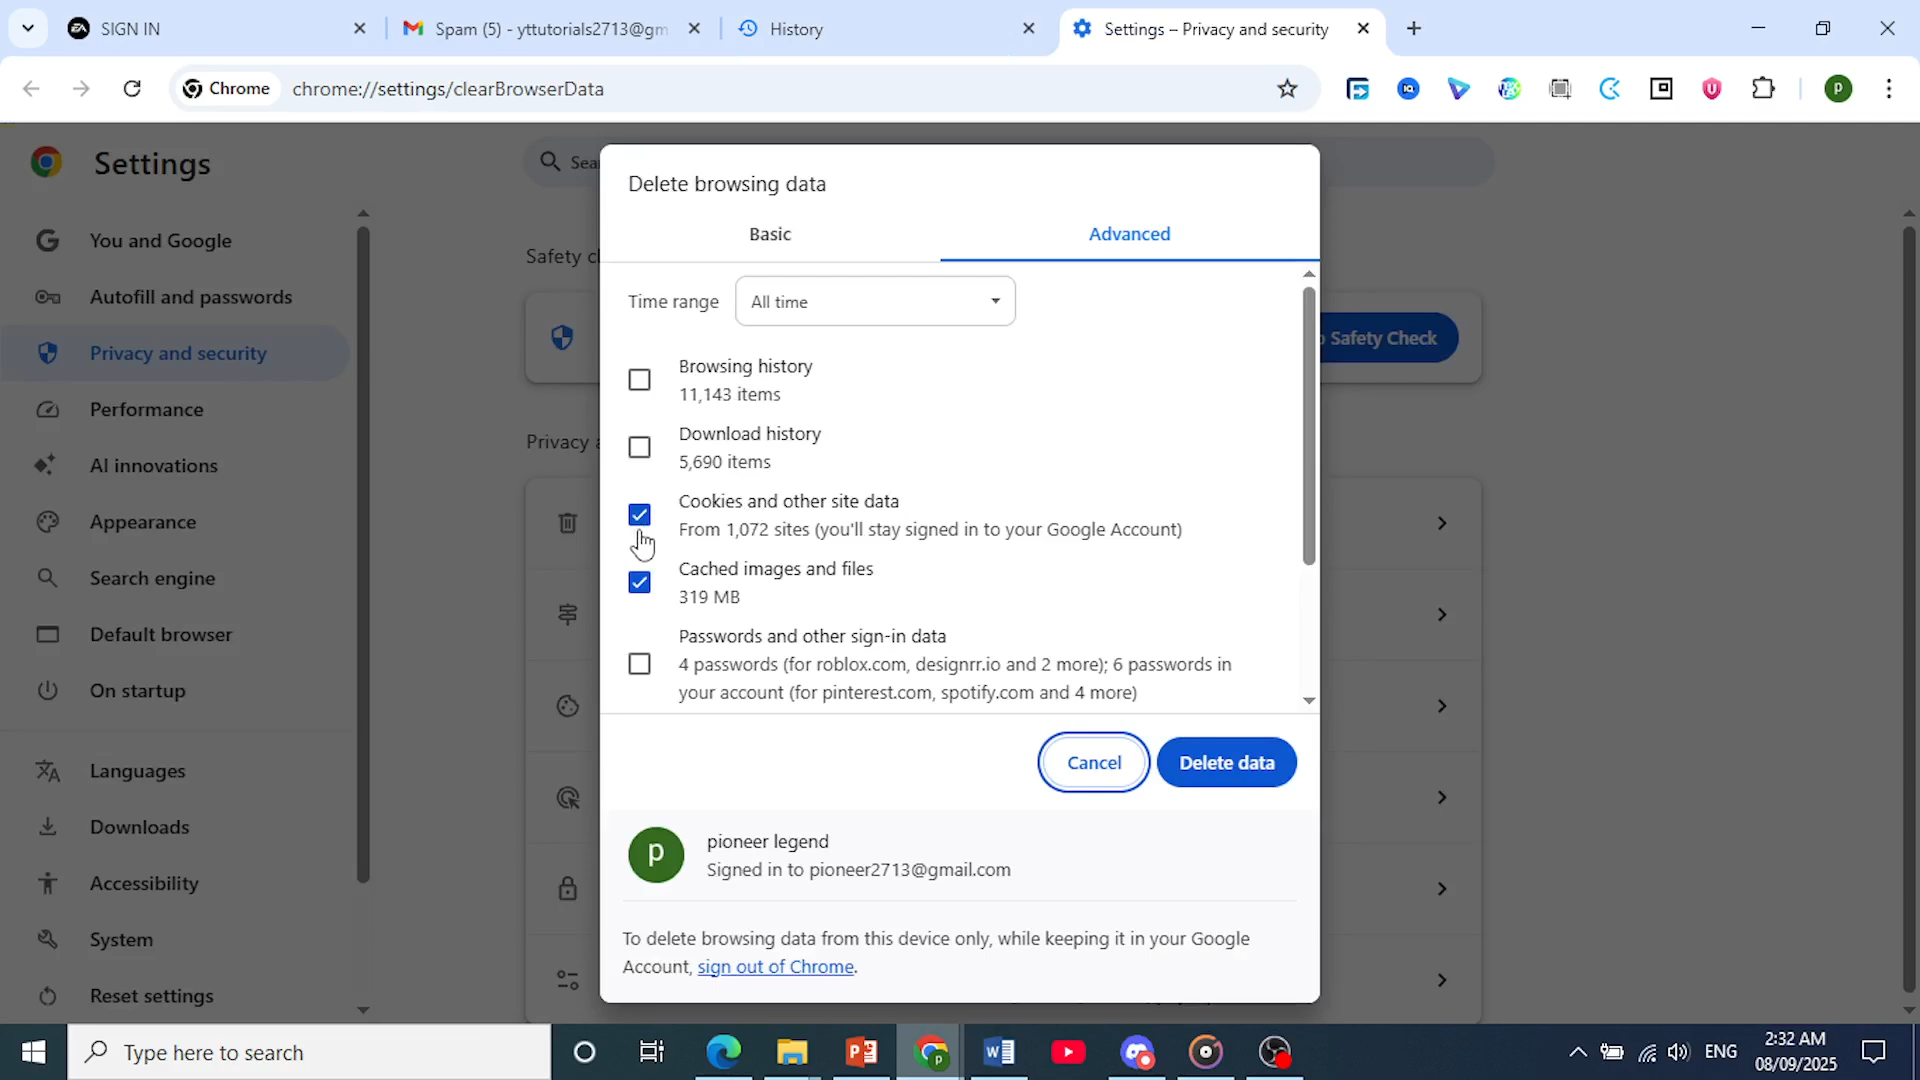 SIGN IN
Spam (5) - yttutorials2713@gm
History
Settings – Privacy and security
Chrome
chrome://settings/clearBrowserData
p
Settings
Sea
You and Google
Autofill and passwords
Privacy and security
Performance
AI innovations
Appearance
Search engine
Default browser
On startup
Languages
Downloads
Accessibility
System
Reset settings
Safety c
Safety Check
Privacy a
Delete browsing data
Basic
Advanced
Time range
All time
Browsing history
11,143 items
Download history
5,690 items
Cookies and other site data
From 1,072 sites (you'll stay signed in to your Google Account)
Cached images and files
319 MB
Passwords and other sign-in data
4 passwords (for roblox.com, designrr.io and 2 more); 6 passwords in
your account (for pinterest.com, spotify.com and 4 more)
Cancel
Delete data
p
pioneer legend
Signed in to pioneer2713@gmail.com
To delete browsing data from this device only, while keeping it in your Google
Account, sign out of Chrome.
Type here to search
ENG
2:32 AM
08/09/2025